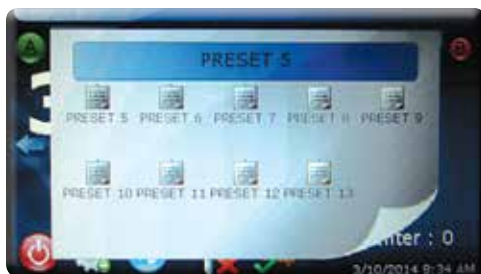 A
PRESET 5
B
3
PRESET 5 PRESET 6 PRESET 7 PRESET 8 PRESET 9
PRESET 10 PRESET 11 PRESET 12 PRESET 13
nter : 0
3/10/2014 8:34 AM